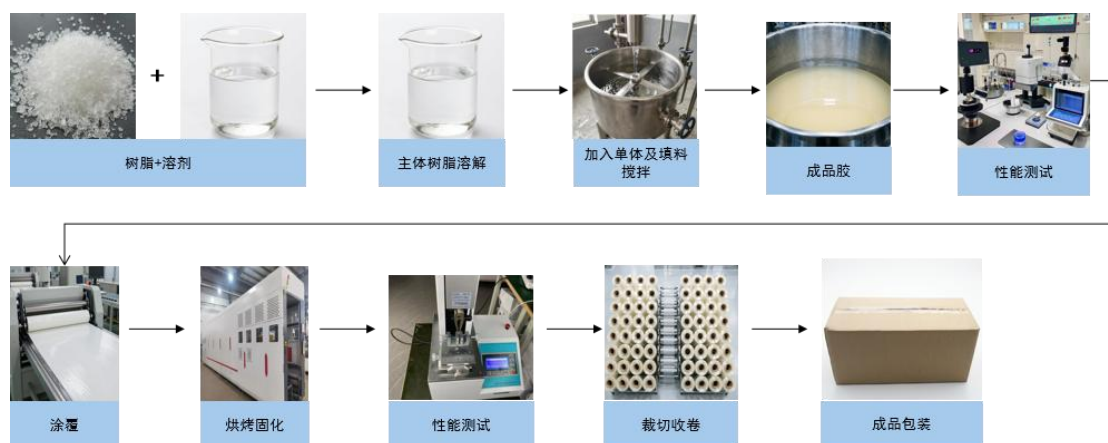 +
树脂+溶剂
主体树脂溶解
加入单体及填料
搅拌
成品胶
性能测试
涂覆
烘烤固化
性能测试
裁切收卷
成品包装